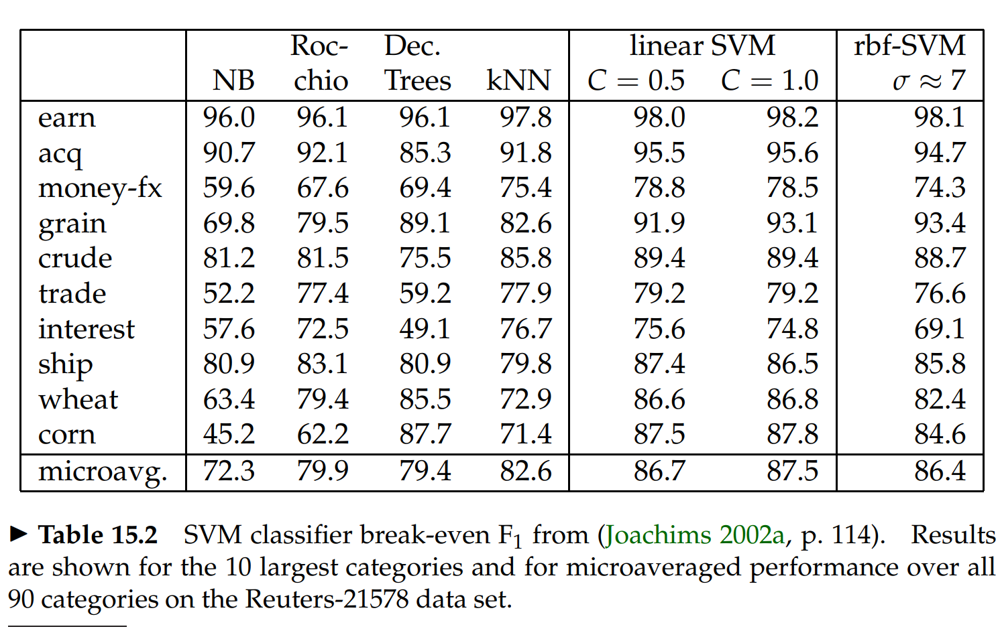 Roc- Dec. linear SVM rbf-SVM
NB chio Trees kNN C = 0.5 C = 1.0 σ ≈ 7
earn 96.0 96.1 96.1 97.8 98.0 98.2 98.1
acq 90.7 92.1 85.3 91.8 95.5 95.6 94.7
money-fx 59.6 67.6 69.4 75.4 78.8 78.5 74.3
grain 69.8 79.5 89.1 82.6 91.9 93.1 93.4
crude 81.2 81.5 75.5 85.8 89.4 89.4 88.7
trade 52.2 77.4 59.2 77.9 79.2 79.2 76.6
interest 57.6 72.5 49.1 76.7 75.6 74.8 69.1
ship 80.9 83.1 80.9 79.8 87.4 86.5 85.8
wheat 63.4 79.4 85.5 72.9 86.6 86.8 82.4
corn 45.2 62.2 87.7 71.4 87.5 87.8 84.6
microavg. 72.3 79.9 79.4 82.6 86.7 87.5 86.4
▶ Table 15.2 SVM classifier break-even F₁ from (Joachims 2002a, p. 114). Results
are shown for the 10 largest categories and for microaveraged performance over all
90 categories on the Reuters-21578 data set.